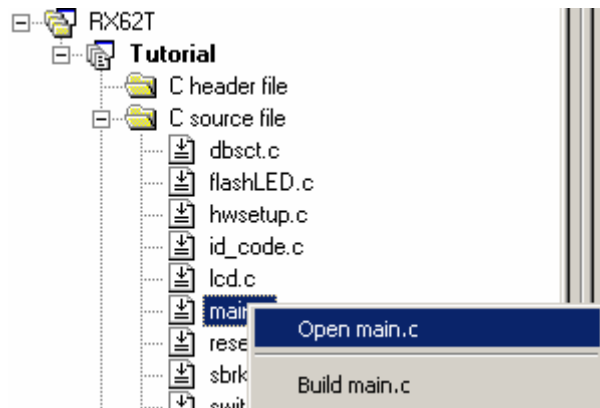 RX62T
Tutorial
C header file
C source file
dbsct.c
flashLED.c
hwsetup.c
id_code.c
lcd.c
Open main.c
Build main.c